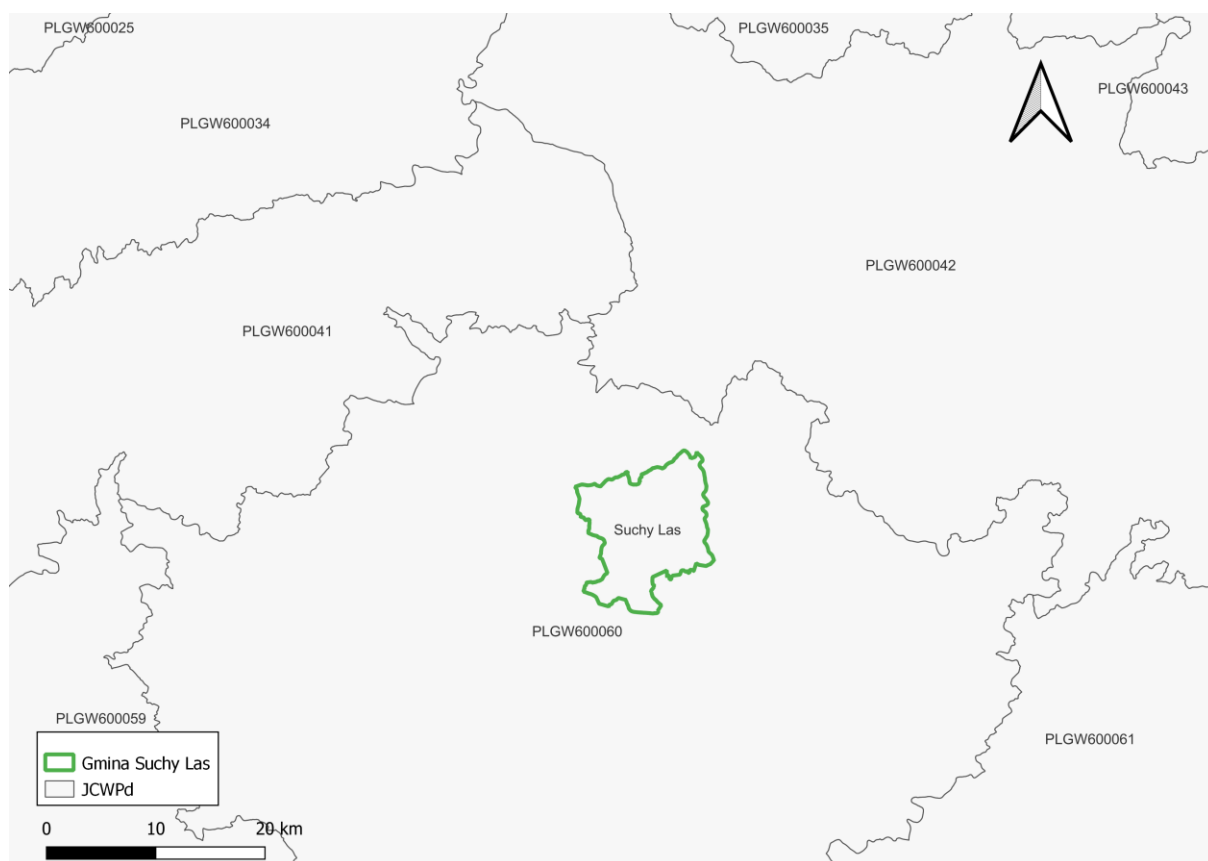 PLGW600025
PLGW600035
PLGW600043
PLGW600034
PLGW600042
PLGW600041
Suchy Las
PLGW600060
PLGW600059
PLGW600061
Gmina Suchy Las
JCWPd
0 10 20 km